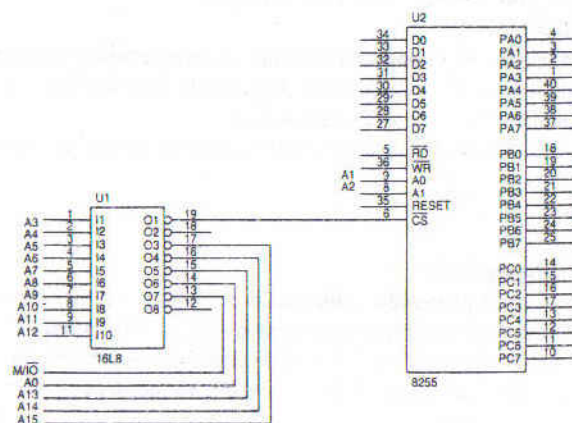 U2
34 D0 PA0 4
33 D1 PA1 3
32 D2 PA2 2
31 D3 PA3 1
30 D4 PA4 40
29 D5 PA5 39
28 D6 PA6 38
27 D7 PA7 37
5 RD PB0 18
36 WR PB1 19
A1 9 A0 PB2 20
A2 8 A1 PB3 21
35 RESET PB4 22
6 CS PB5 23
PB6 24
PB7 25
PC0 14
PC1 15
PC2 16
PC3 17
PC4 13
PC5 12
PC6 11
PC7 10
8255
U1
A3 1 I1 O1 19
A4 2 I2 O2 18
A5 3 I3 O3 17
A6 4 I4 O4 16
A7 5 I5 O5 15
A8 6 I6 O6 14
A9 7 I7 O7 13
A10 8 I8 O8 12
A11 9 I9
A12 11 I10
16L8
M/IO
A0
A13
A14
A15